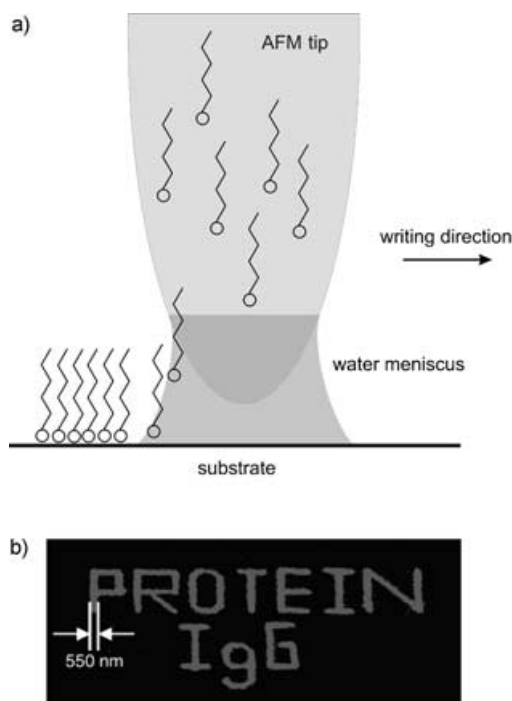 a)
AFM tip
writing direction
water meniscus
substrate
b)
PROTEIN
IgG
550 nm